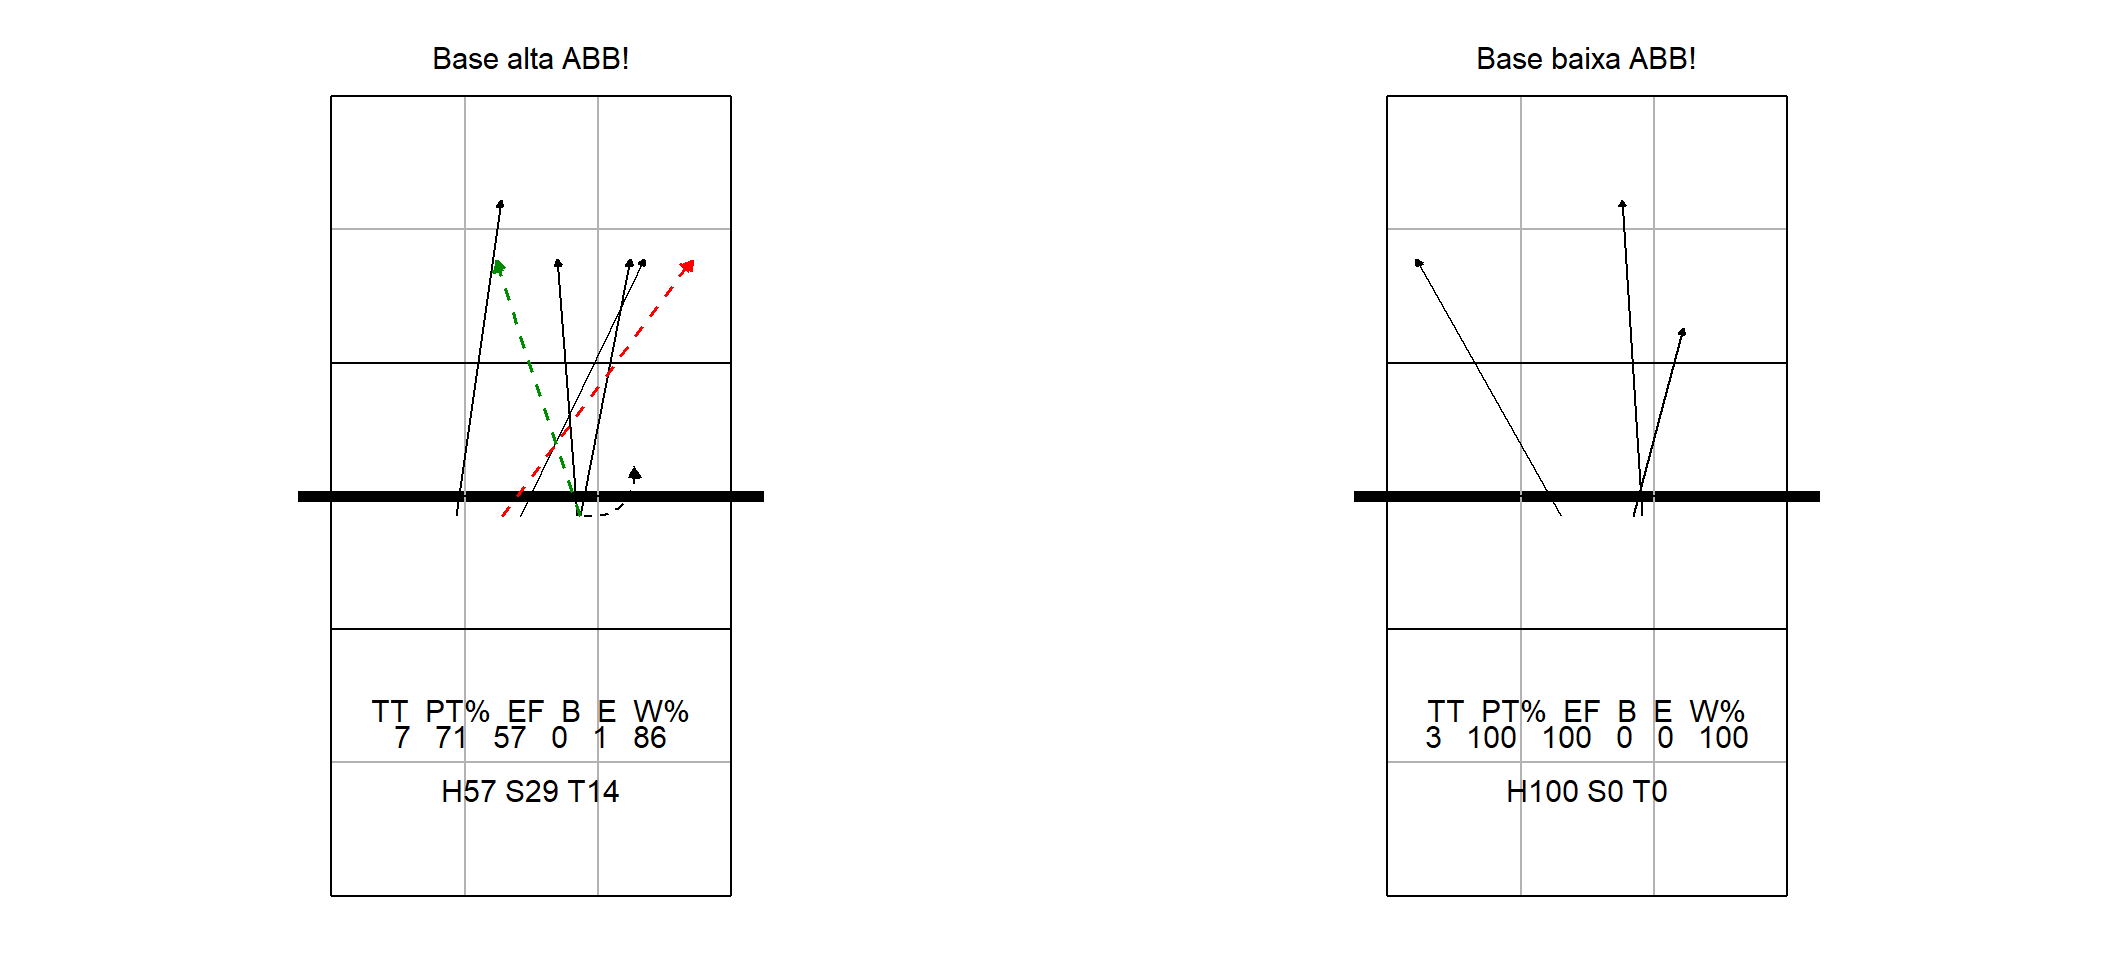 Base alta ABB!
TT PT% EF B E W%
7 71 57 0 1 86
H57 S29 T14
Base baixa ABB!
TT PT% EF B E W%
3 100 100 0 0 100
H100 S0 T0